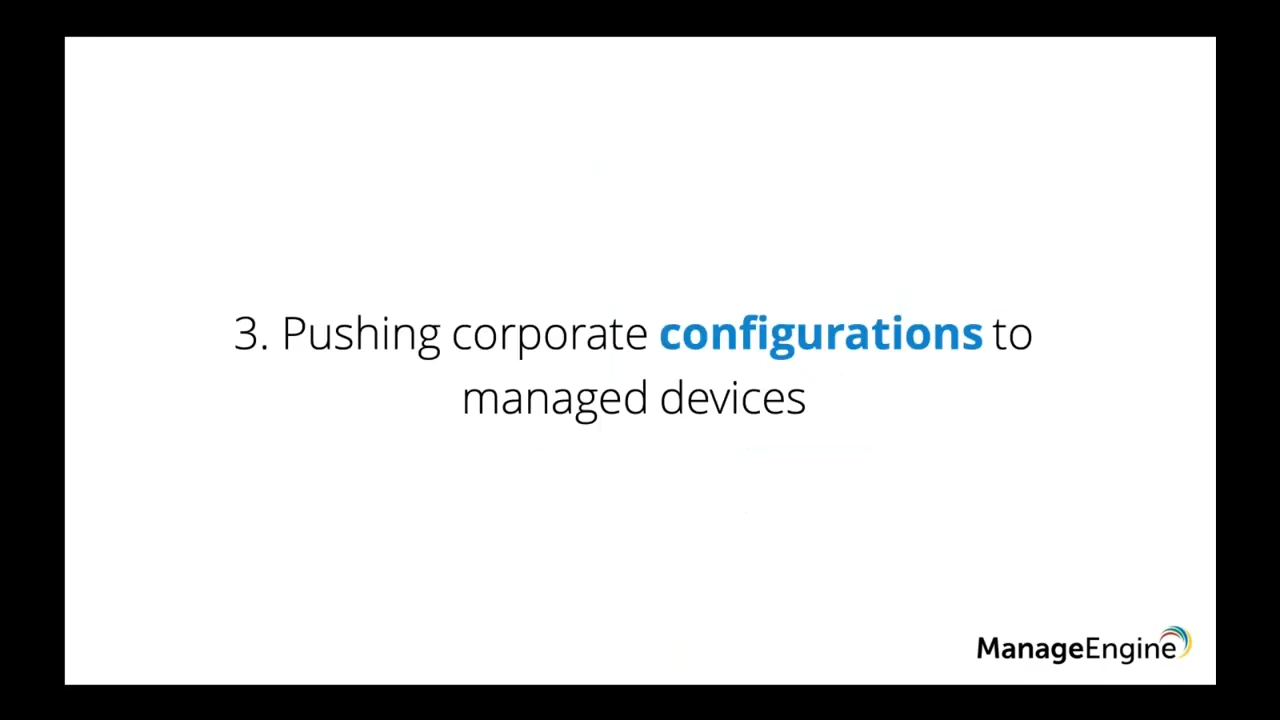 3. Pushing corporate configurations to
managed devices
ManageEngine